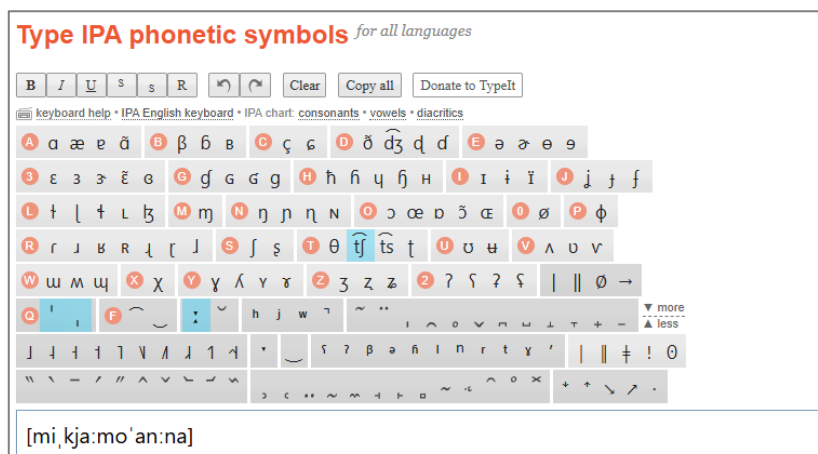 Type IPA phonetic symbols for all languages
B I U s s R Clear Copy all Donate to TypeIt
keyboard help • IPA English keyboard • IPA chart: consonants • vowels • diacritics
A ɑ æ ɐ ɑ̃ B β ɓ ʙ C ç ɕ D ð d͡ʒ ɖ ɗ E ə ɚ ɵ ɘ
3 ɛ ɜ ɝ ɛ̃ ɞ G ɠ ɢ ʛ ɡ H ħ ɦ ɥ ɧ ʜ I ɪ ɨ ɪ̈ J ʝ ɟ ʄ
L ɫ ɭ ɬ ʟ ɮ M ɱ N ŋ ɲ ɳ ɴ O ɔ œ ɒ ɔ̃ ɶ 0 ø P ɸ
R ɾ ɹ ʁ ʀ ɻ ɽ ɺ S ʃ ʂ T θ t͡ʃ t͡s ʈ U ʊ ʉ V ʌ ʋ ⱱ
W ɯ ʍ ɰ X χ Y ɣ ʎ ʏ ɤ Z ʒ ʐ ʑ 2 ʔ ʕ ʡ ʢ | ‖ ∅ →
Q ˈ ˌ F ͡ ‿ ː ˘ ʰ ʲ ʷ ̚ ▼ more
▲ less
˩ ˨ ˧ ˦ ˥ ‿ ˤ ˀ ᵝ ᵊ ʱ ˡ ⁿ ʳ ᵗ ˠ ʼ | ‖ ǂ ! ʘ
↓ ↑ ↘ ↗
[miˌkjaːmoˈanːna]